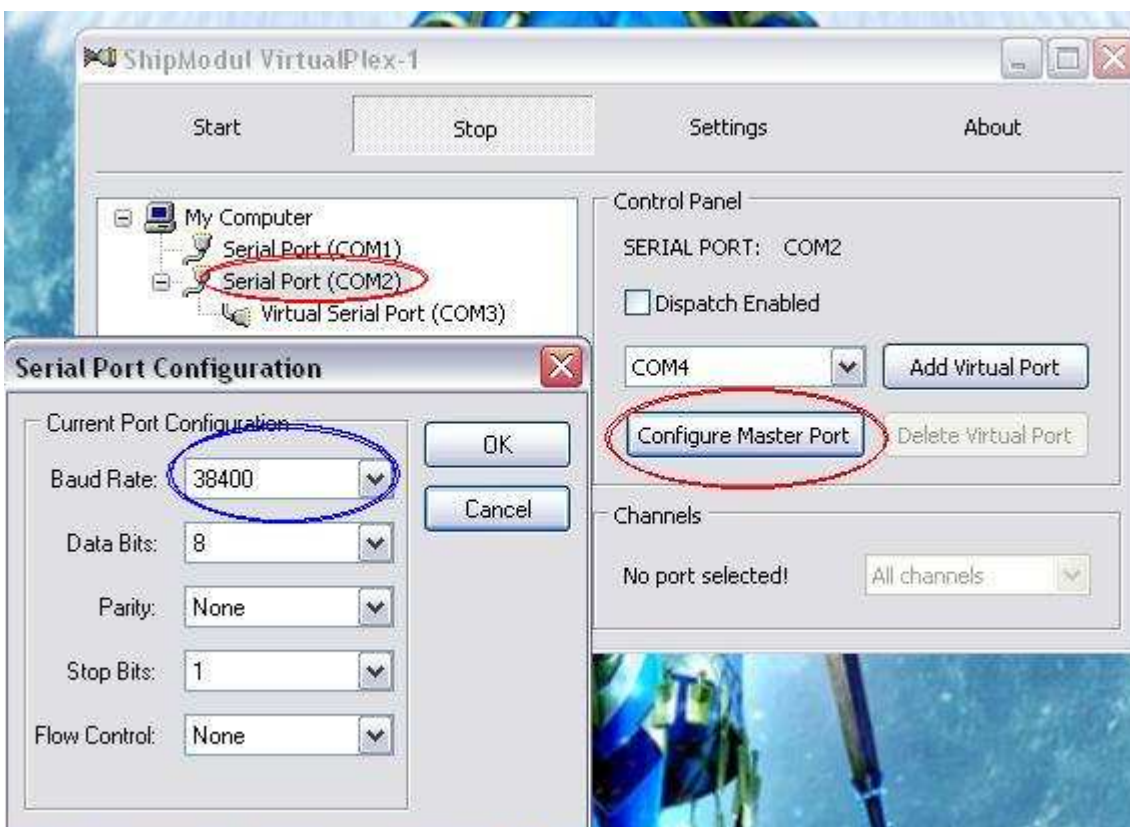 ShipModul VirtualPlex-1
Start Stop Settings About
My Computer
Serial Port (COM1)
Serial Port (COM2)
Virtual Serial Port (COM3)
Control Panel
SERIAL PORT: COM2
Dispatch Enabled
COM4 Add Virtual Port
Configure Master Port Delete Virtual Port
Channels
No port selected! All channels
Serial Port Configuration
Current Port Configuration
Baud Rate: 38400
Data Bits: 8
Parity: None
Stop Bits: 1
Flow Control: None
OK
Cancel